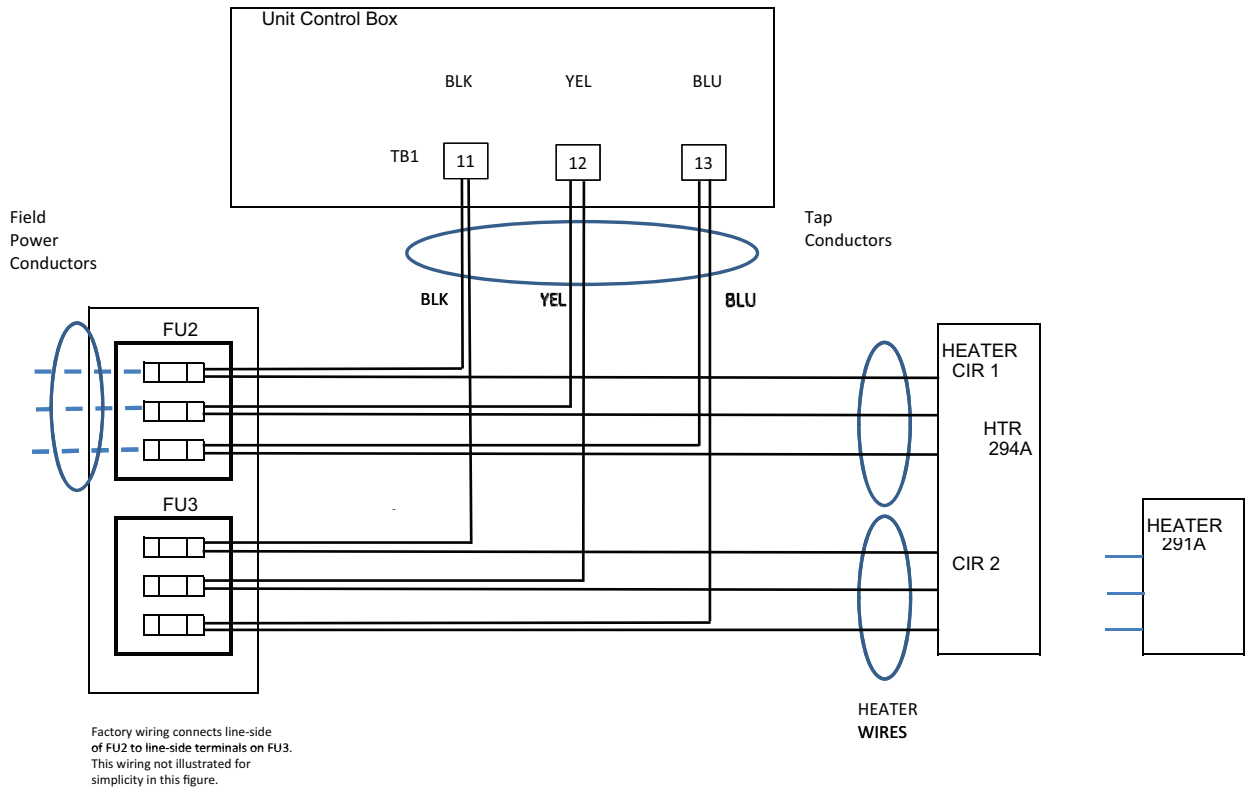 Unit Control Box
BLK YEL BLU
TB1 11 12 13
Field
Power
Conductors
Tap
Conductors
BLK YEL BLU
FU2
HEATER
CIR 1
HTR
294A
FU3
CIR 2
HEATER
291A
HEATER
WIRES
Factory wiring connects line-side
of FU2 to line-side terminals on FU3.
This wiring not illustrated for
simplicity in this figure.